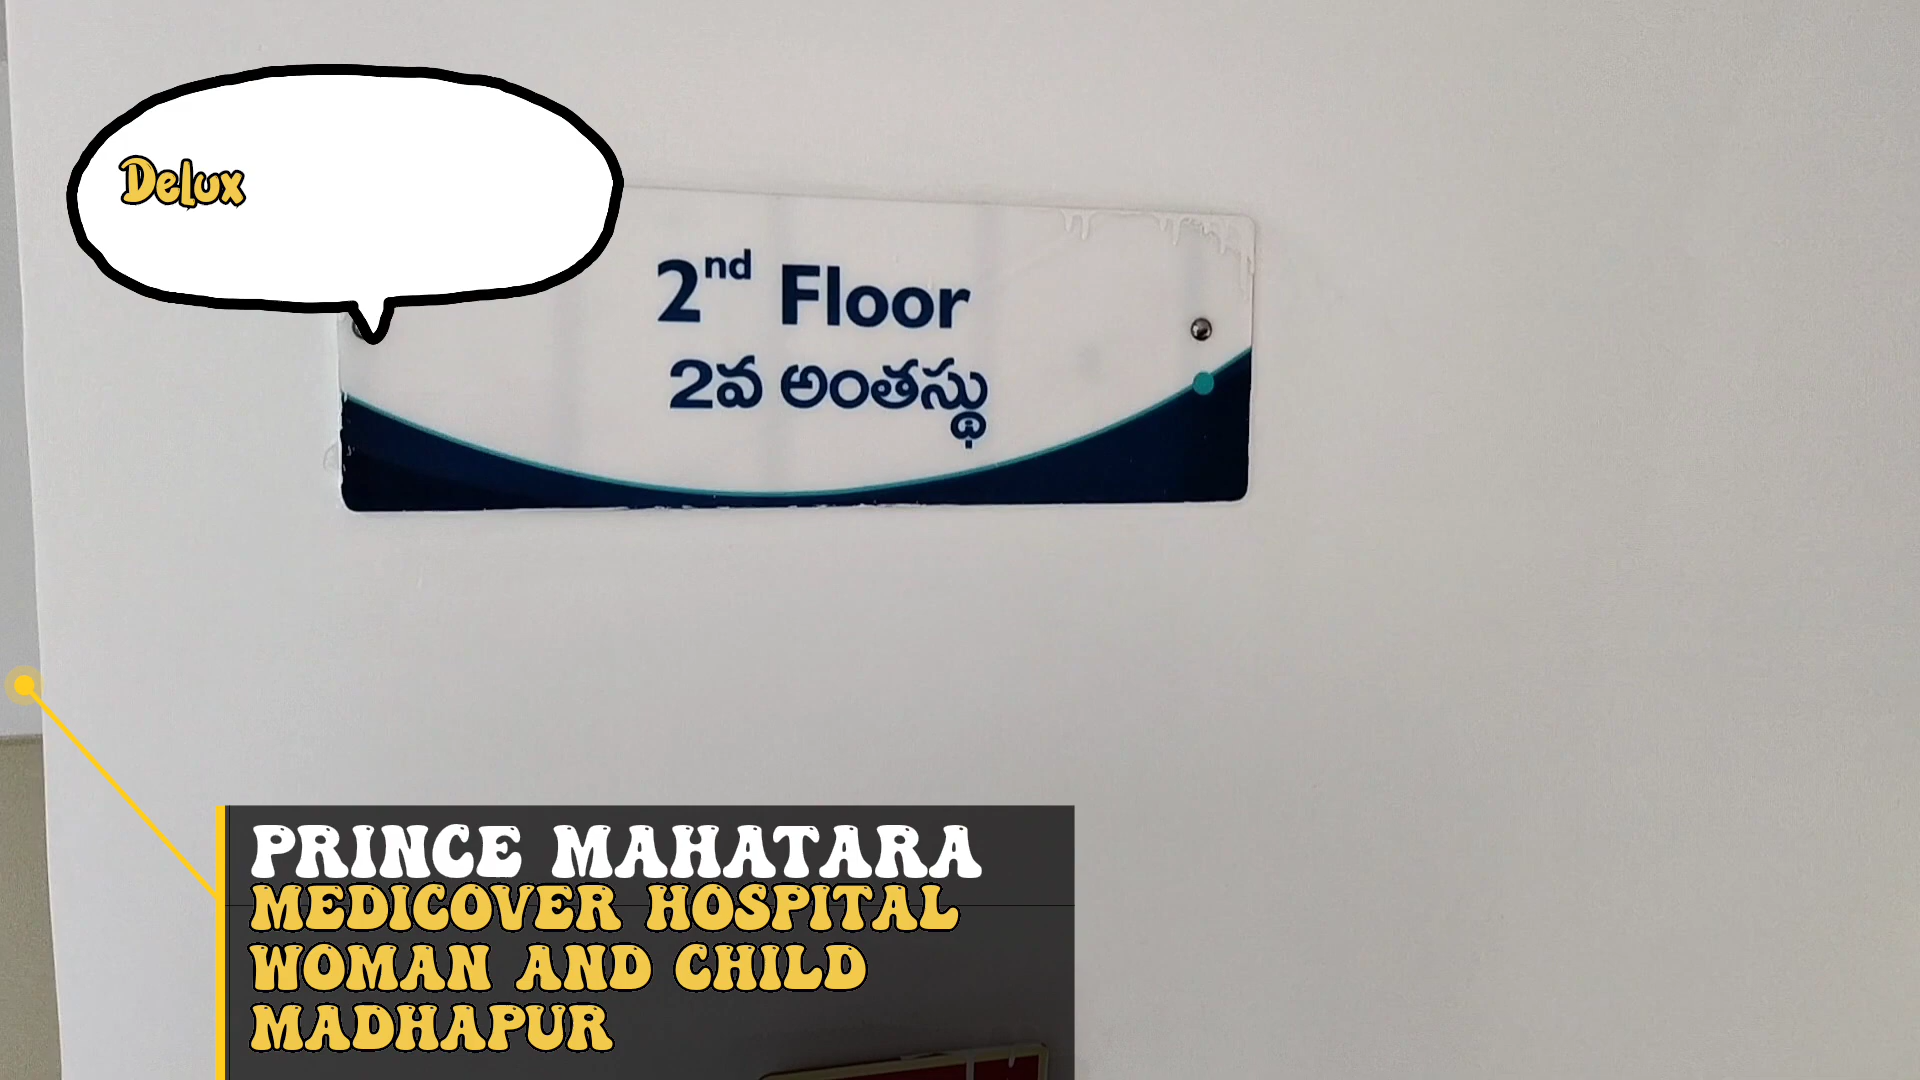 Delux
2nd Floor
2వ అంతస్థు
PRINCE MAHATARA
MEDICOVER HOSPITAL
WOMAN AND CHILD
MADHAPUR